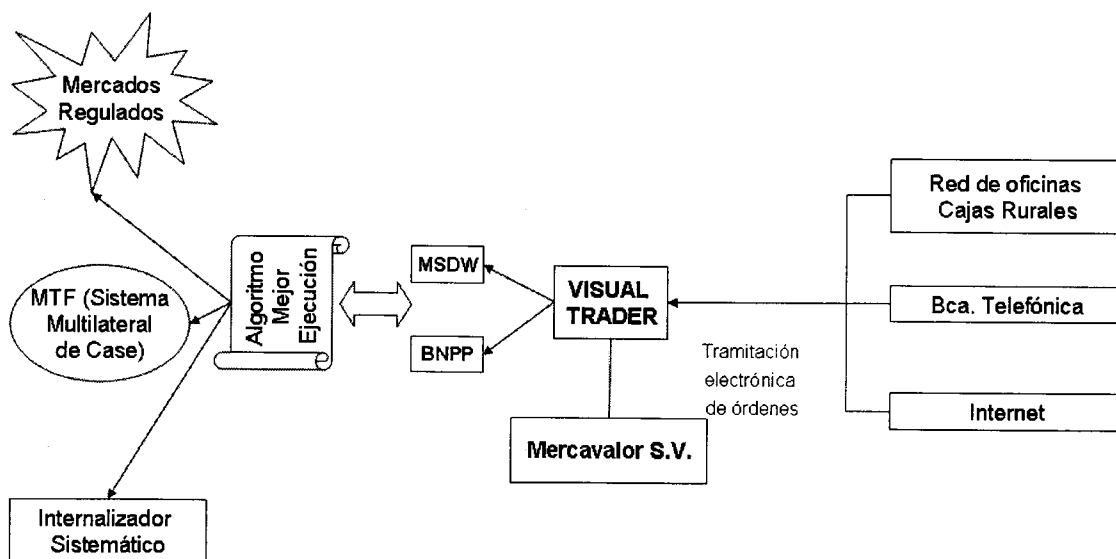 Mercados
Regulados
MTF (Sistema
Multilateral
de Case)
Internalizador
Sistemático
Algoritmo
Mejor
Ejecución
MSDW
BNPP
VISUAL
TRADER
Mercavalor S.V.
Tramitación
electrónica
de órdenes
Red de oficinas
Cajas Rurales
Bca. Telefónica
Internet